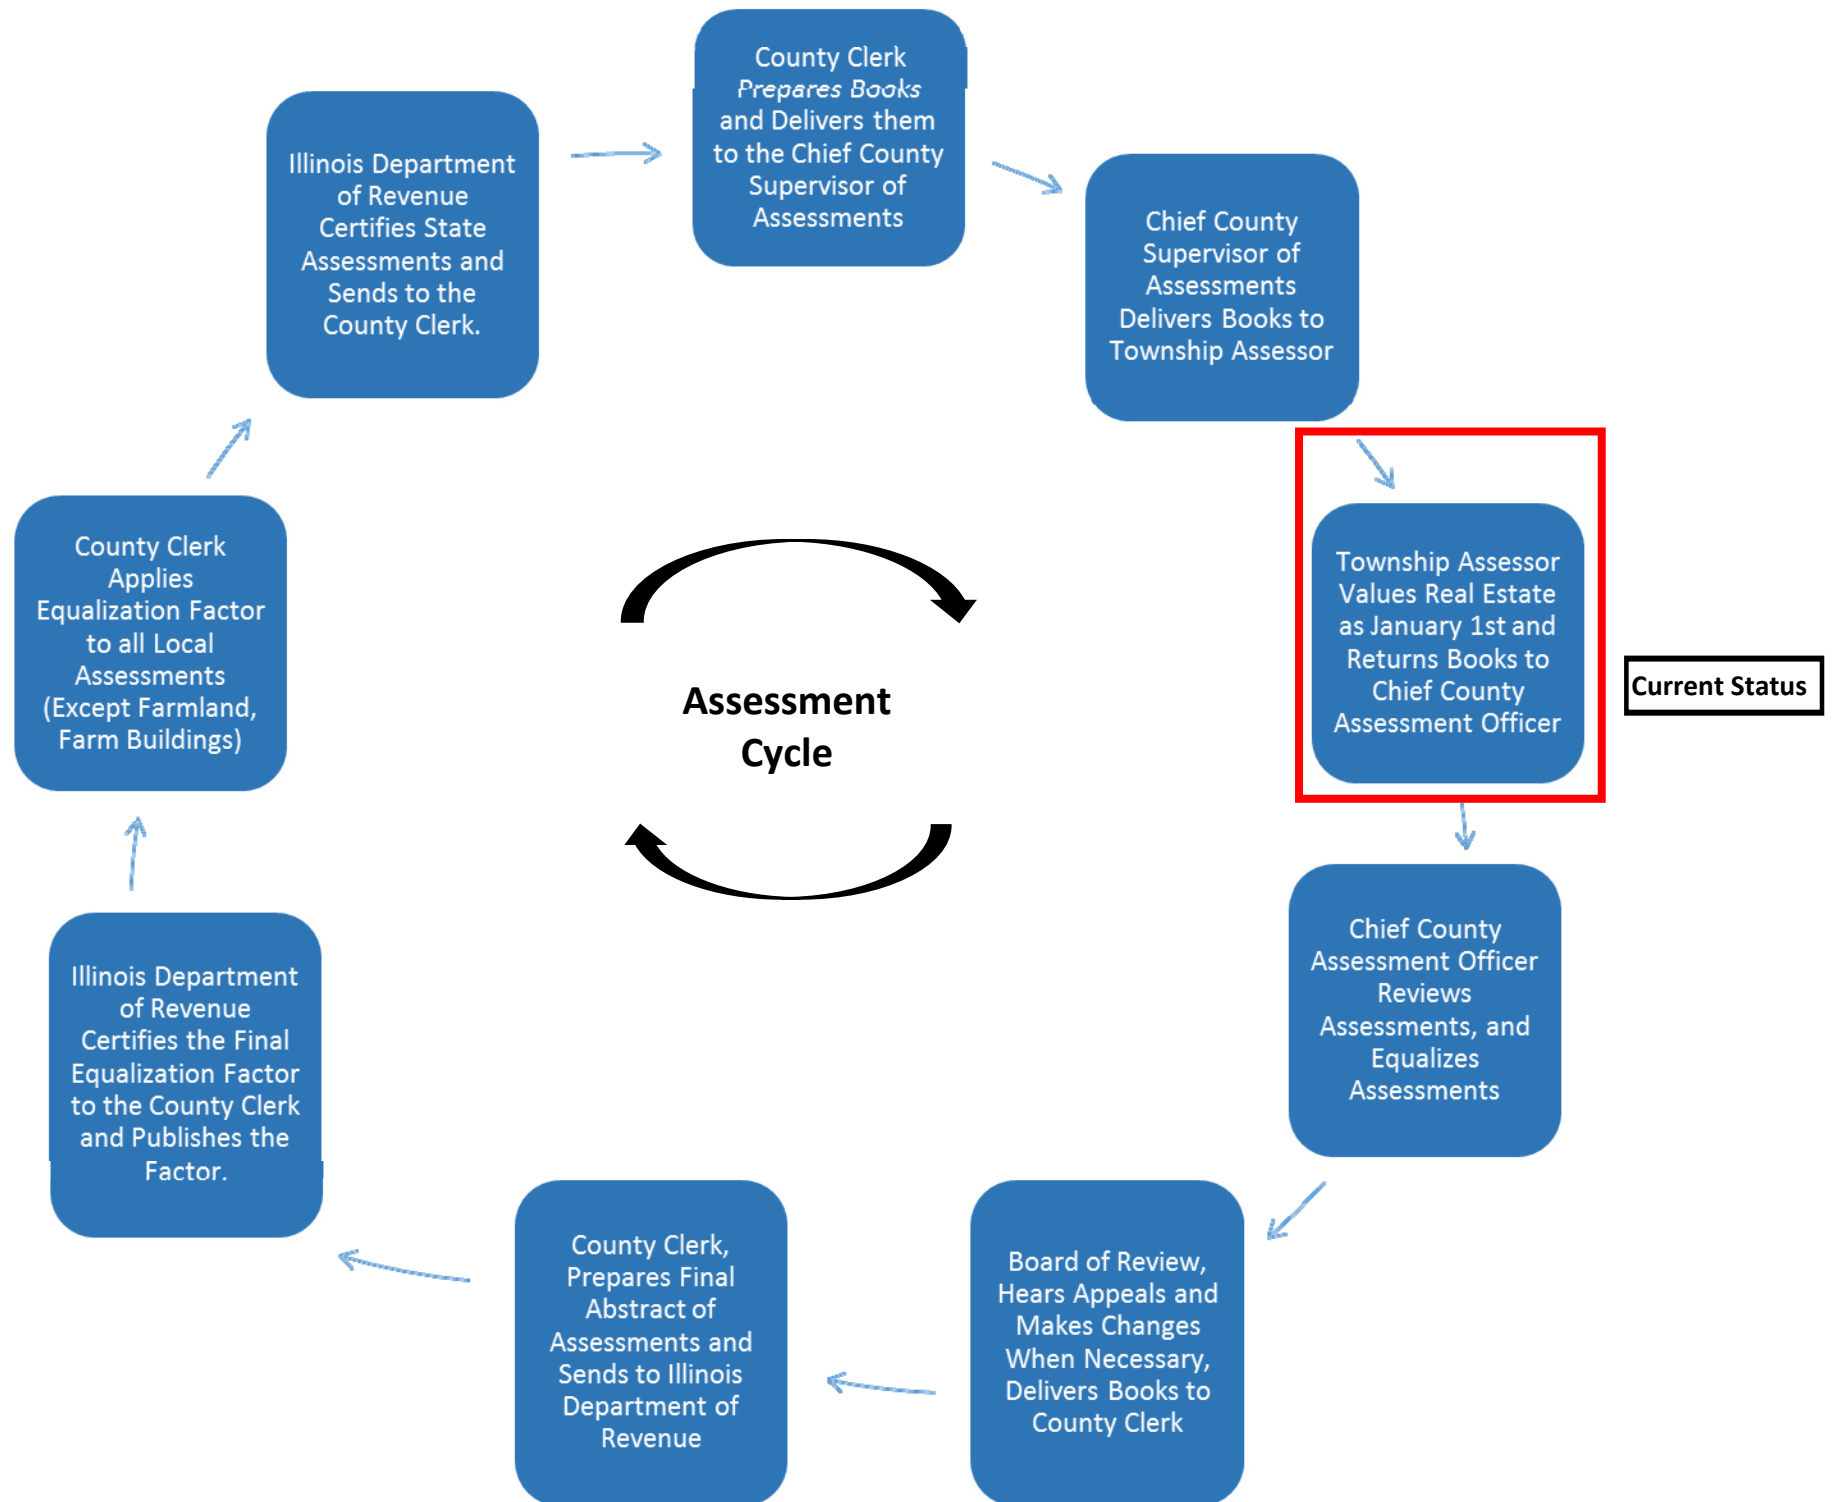 County Clerk
Prepares Books
and Delivers them
to the Chief County
Supervisor of
Assessments
Chief County
Supervisor of
Assessments
Delivers Books to
Township Assessor
Township Assessor
Values Real Estate
as January 1st and
Returns Books to
Chief County
Assessment Officer
Current Status
Chief County
Assessment Officer
Reviews
Assessments, and
Equalizes
Assessments
Board of Review,
Hears Appeals and
Makes Changes
When Necessary,
Delivers Books to
County Clerk
County Clerk,
Prepares Final
Abstract of
Assessments and
Sends to Illinois
Department of
Revenue
Illinois Department
of Revenue
Certifies the Final
Equalization Factor
to the County Clerk
and Publishes the
Factor.
County Clerk
Applies
Equalization Factor
to all Local
Assessments
(Except Farmland,
Farm Buildings)
Illinois Department
of Revenue
Certifies State
Assessments and
Sends to the
County Clerk.
Assessment
Cycle